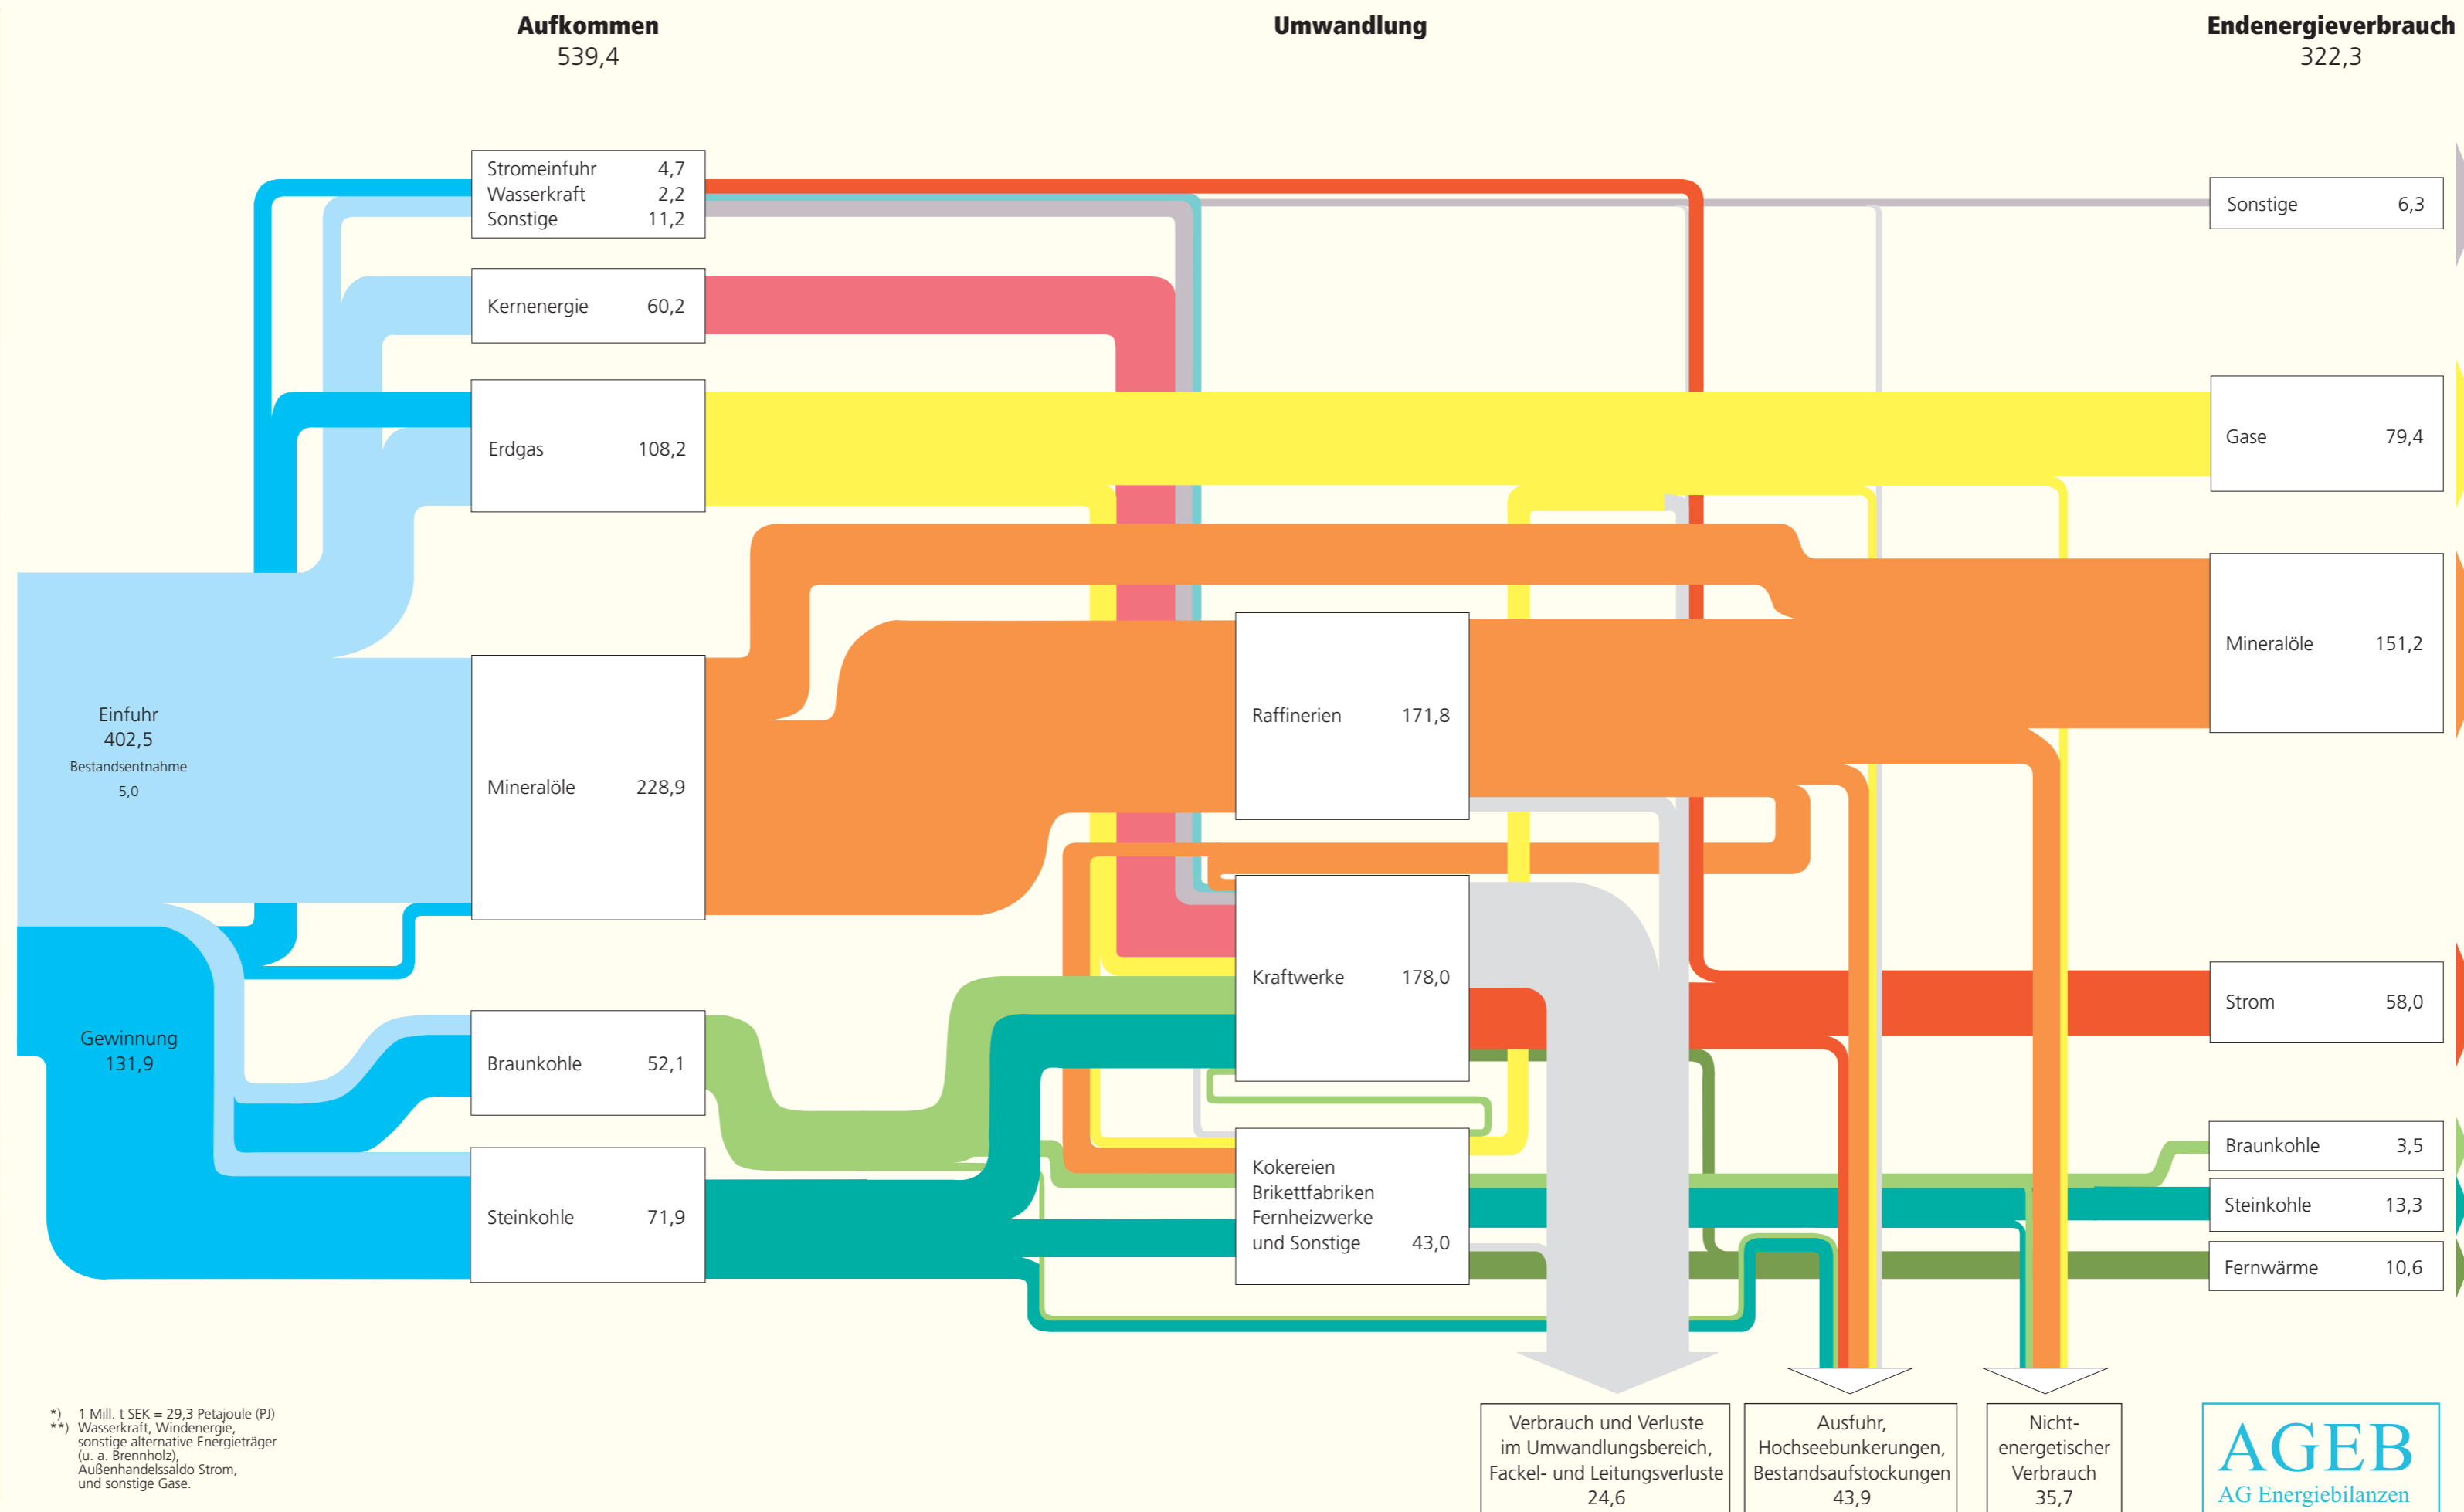 Aufkommen
539,4
Umwandlung
Endenergieverbrauch
322,3
Stromeinfuhr 4,7
Wasserkraft 2,2
Sonstige 11,2
Kernenergie 60,2
Erdgas 108,2
Mineralöle 228,9
Braunkohle 52,1
Steinkohle 71,9
Einfuhr
402,5
Bestandsentnahme
5,0
Gewinnung
131,9
Raffinerien 171,8
Kraftwerke 178,0
Kokereien
Brikettfabriken
Fernheizwerke
und Sonstige 43,0
Sonstige 6,3
Gase 79,4
Mineralöle 151,2
Strom 58,0
Braunkohle 3,5
Steinkohle 13,3
Fernwärme 10,6
Verbrauch und Verluste
im Umwandlungsbereich,
Fackel- und Leitungsverluste
24,6
Ausfuhr,
Hochseebunkerungen,
Bestandsaufstockungen
43,9
Nicht-
energetischer
Verbrauch
35,7
*) 1 Mill. t SEK = 29,3 Petajoule (PJ)
**) Wasserkraft, Windenergie,
sonstige alternative Energieträger
(u. a. Brennholz),
Außenhandelssaldo Strom,
und sonstige Gase.
AGEB
AG Energiebilanzen